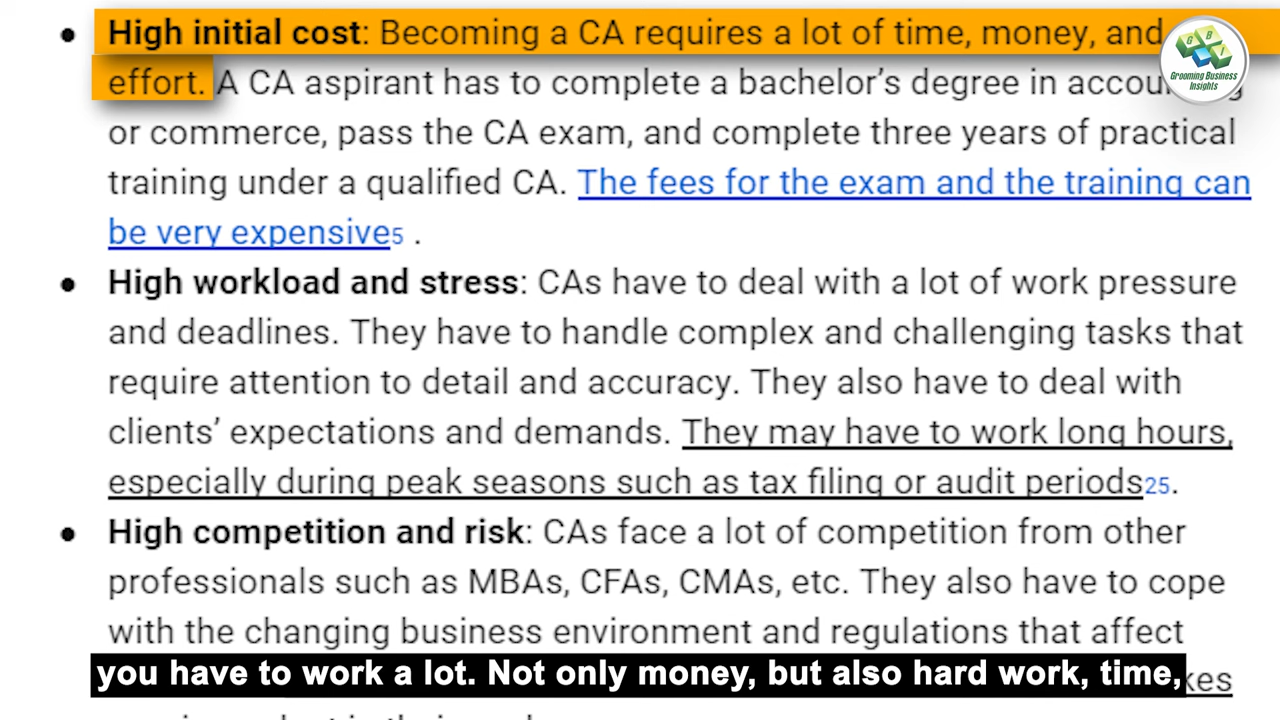 ● High initial cost: Becoming a CA requires a lot of time, money, and
effort. A CA aspirant has to complete a bachelor's degree in
or commerce, pass the CA exam, and complete three years of practical
training under a qualified CA. The fees for the exam and the training can
be very expensive5 .
● High workload and stress: CAs have to deal with a lot of work pressure
and deadlines. They have to handle complex and challenging tasks that
require attention to detail and accuracy. They also have to deal with
clients' expectations and demands. They may have to work long hours,
especially during peak seasons such as tax filing or audit periods25.
● High competition and risk: CAs face a lot of competition from other
professionals such as MBAs, CFAs, CMAs, etc. They also have to cope
with the changing business environment and regulations that affect
you have to work a lot. Not only money, but also hard work, time,
G B I
Grooming Business
Insights